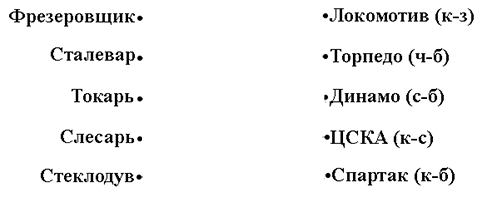 Фрезеровщик• •Локомотив (к-з)
Сталевар• •Торпедо (ч-б)
Токарь• •Динамо (с-б)
Слесарь• •ЦСКА (к-с)
Стеклодув• •Спартак (к-б)